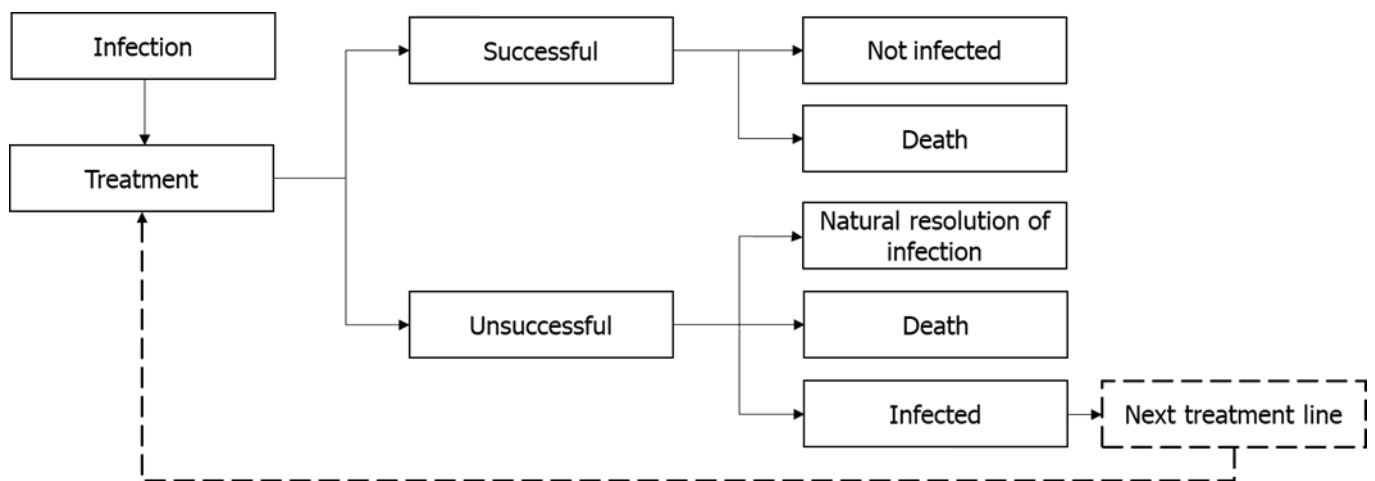 Infection
Successful
Not infected
Death
Treatment
Natural resolution of
infection
Unsuccessful
Death
Infected
Next treatment line